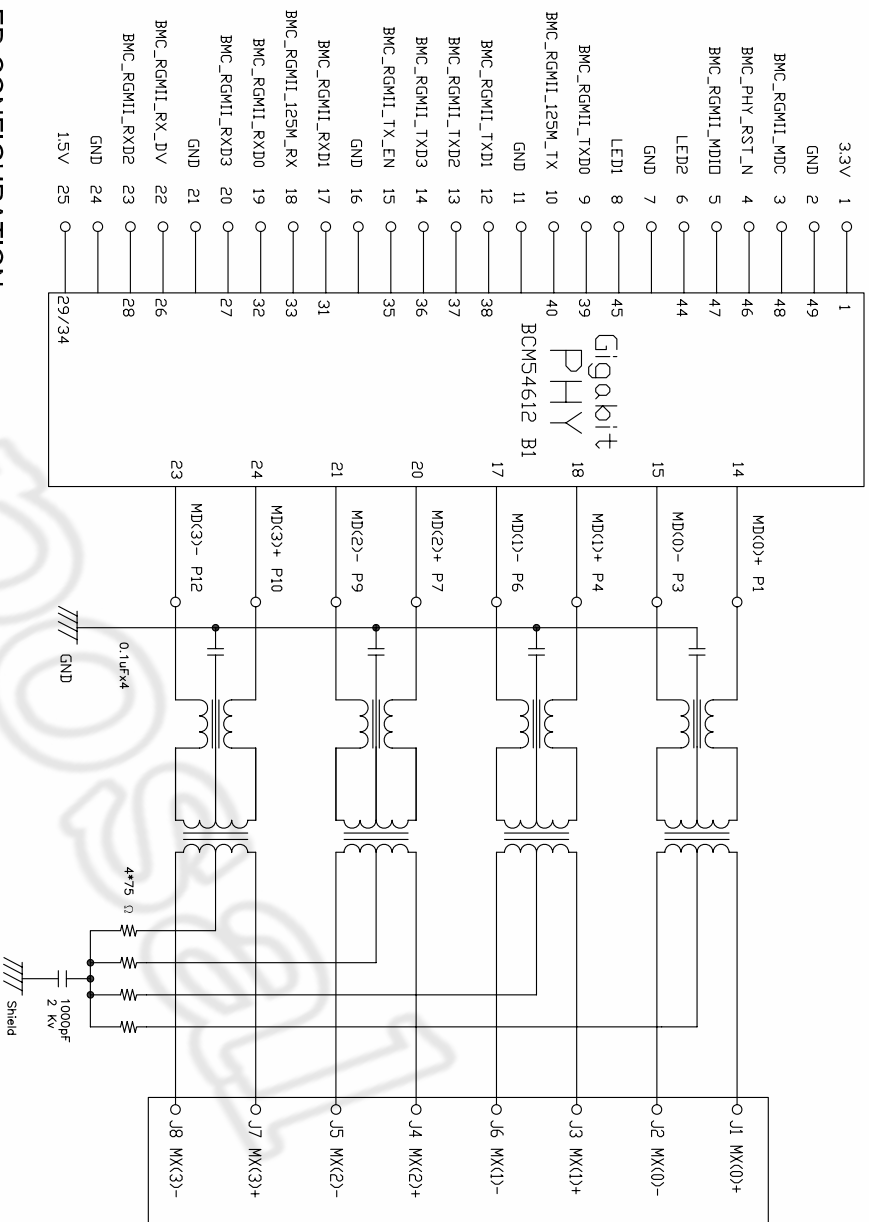 3.3V 1 1
GND 2 49
BMC_RGMII_MDC 3 48
BMC_PHY_RST_N 4 46
BMC_RGMII_MDIO 5 47
LED2 6 44
GND 7
LED1 8 45
BMC_RGMII_TXD0 9 39
BMC_RGMII_125M_TX 10 40
GND 11
BMC_RGMII_TXD1 12 38
BMC_RGMII_TXD2 13 37
BMC_RGMII_TXD3 14 36
BMC_RGMII_TX_EN 15 35
GND 16
BMC_RGMII_RXD1 17 31
BMC_RGMII_125M_RX 18 33
BMC_RGMII_RXD0 19 32
BMC_RGMII_RXD3 20 27
GND 21
BMC_RGMII_RX_DV 22 26
BMC_RGMII_RXD2 23 28
GND 24
1.5V 25 29/34
Gigabit
PHY
BCM54612 B1
14 MD(0)+ P1
15 MD(0)- P3
18 MD(1)+ P4
17 MD(1)- P6
20 MD(2)+ P7
21 MD(2)- P9
24 MD(3)+ P10
23 MD(3)- P12
0.1uFx4
GND
4*75 Ω
1000pF
2 Kv
Shield
J1 MX(0)+
J2 MX(0)-
J3 MX(1)+
J6 MX(1)-
J4 MX(2)+
J5 MX(2)-
J7 MX(3)+
J8 MX(3)-
CONFIGURATION
posal